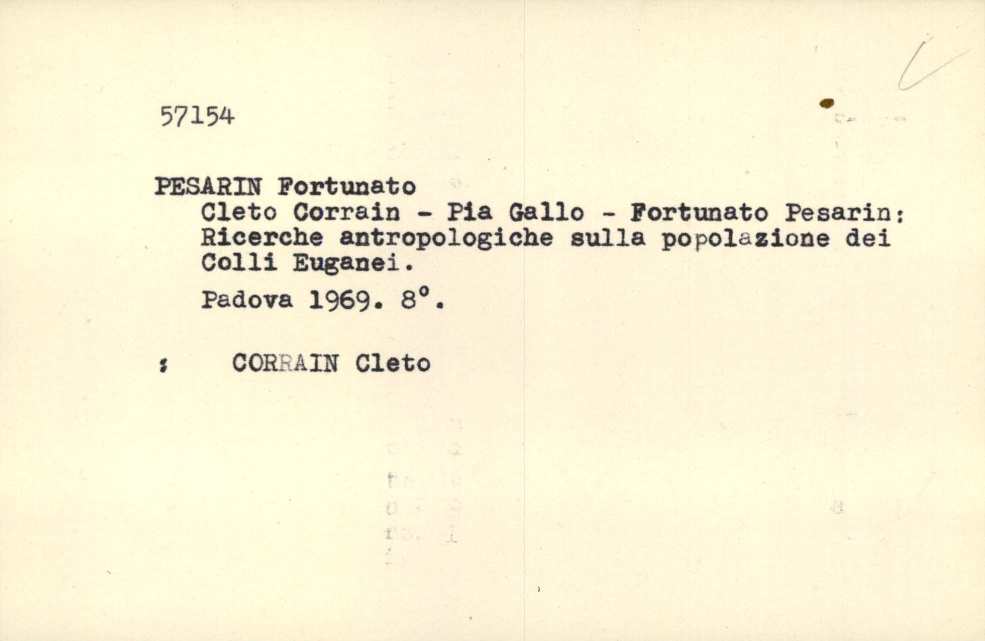 57154
PESARIN Fortunato
Cleto Corrain - Pia Gallo - Fortunato Pesarin:
Ricerche antropologiche sulla popolazione dei
Colli Euganei.
Padova 1969. 8°.
: CORRAIN Cleto